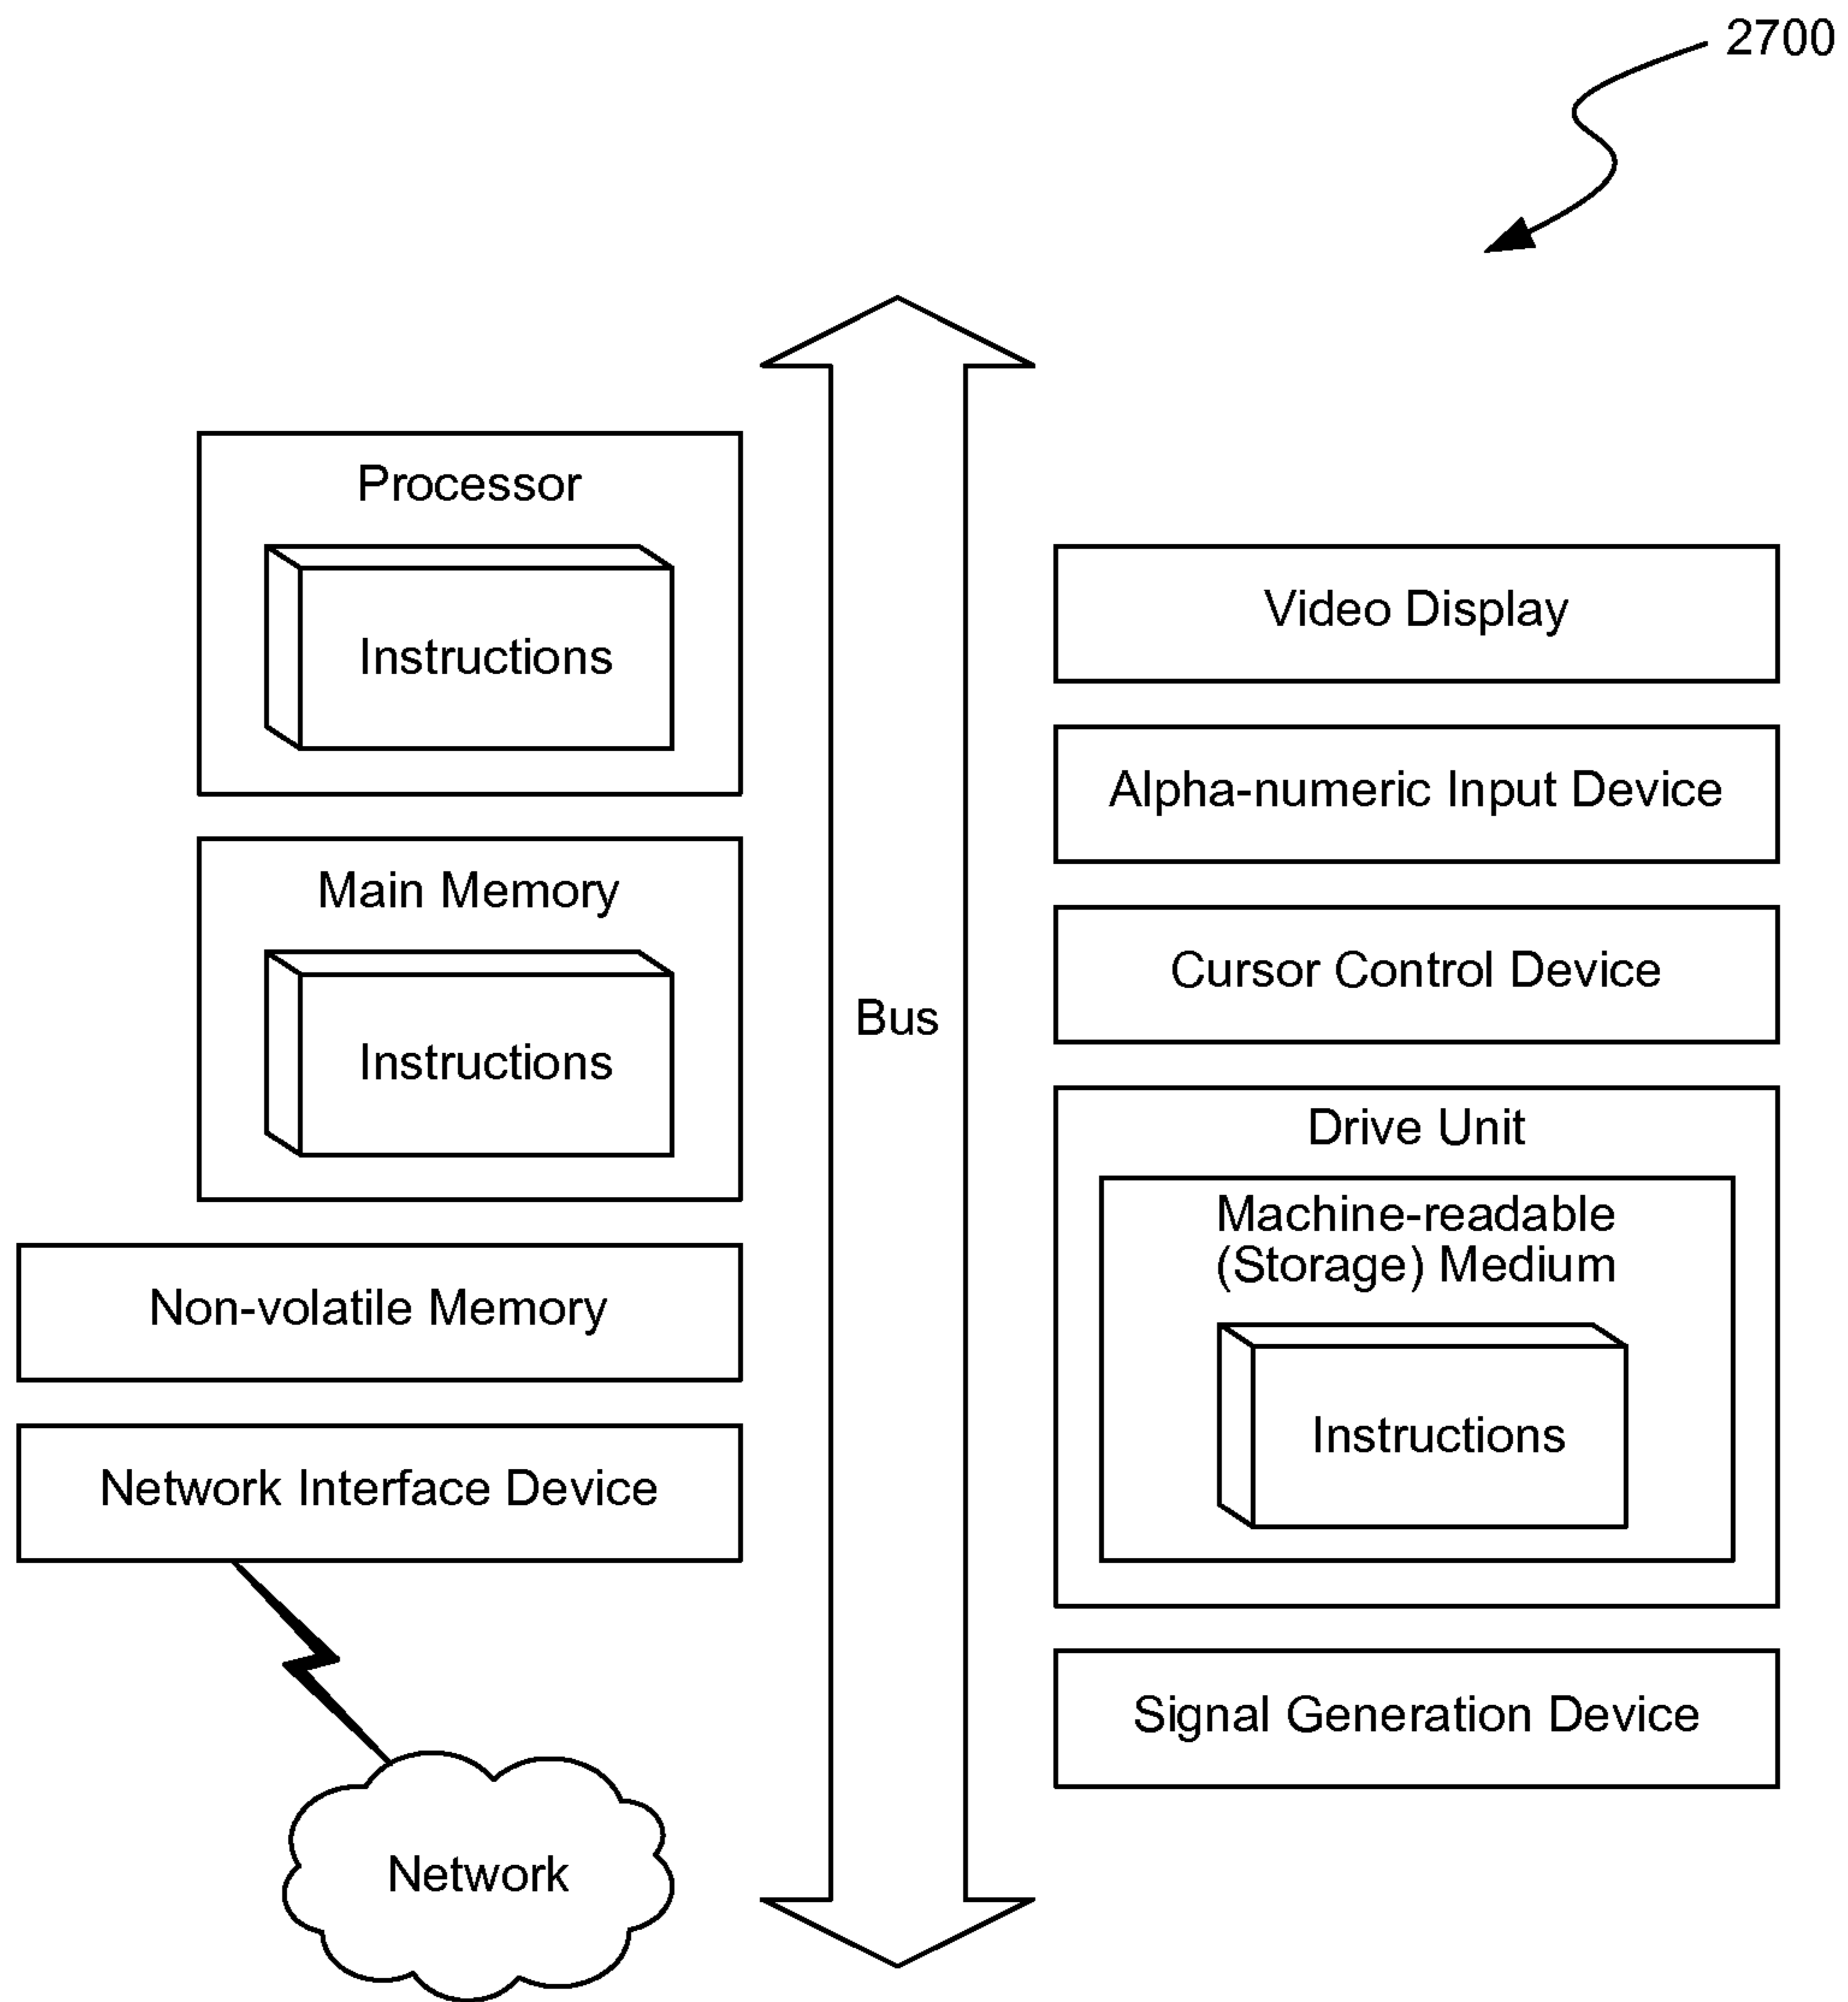 2700
Processor
Instructions
Main Memory
Instructions
Non-volatile Memory
Network Interface Device
Network
Bus
Video Display
Alpha-numeric Input Device
Cursor Control Device
Drive Unit
Machine-readable
(Storage) Medium
Instructions
Signal Generation Device